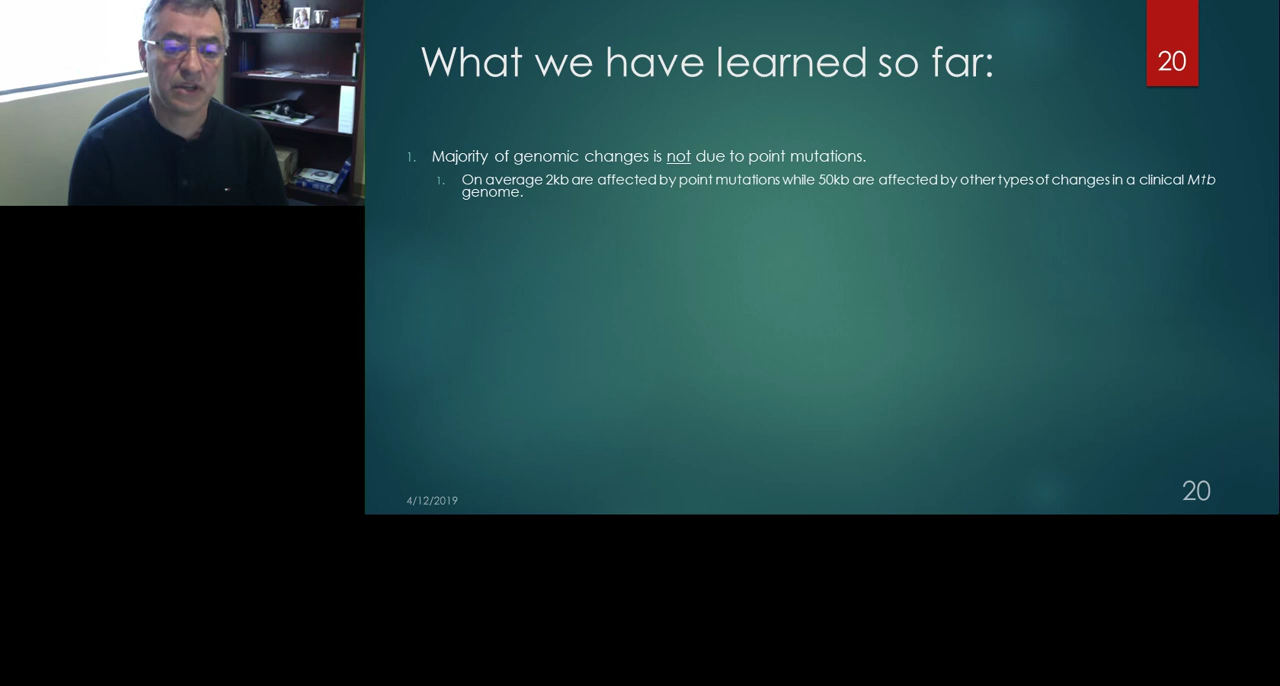 What we have learned so far:
20
1. Majority of genomic changes is not due to point mutations.
1. On average 2kb are affected by point mutations while 50kb are affected by other types of changes in a clinical Mtb
genome.
4/12/2019
20